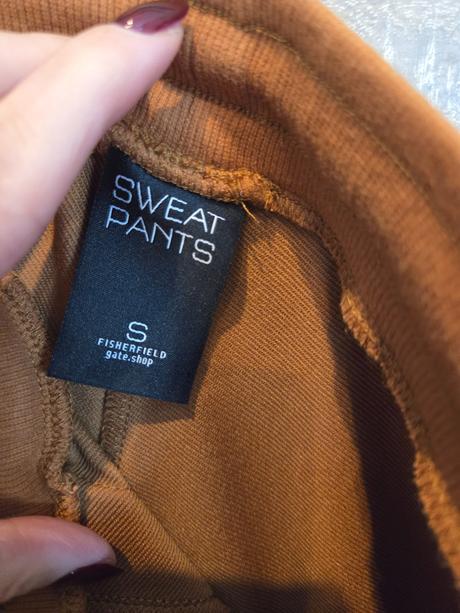 SWEAT
PANTS
S
FISHERFIELD
gate.shop